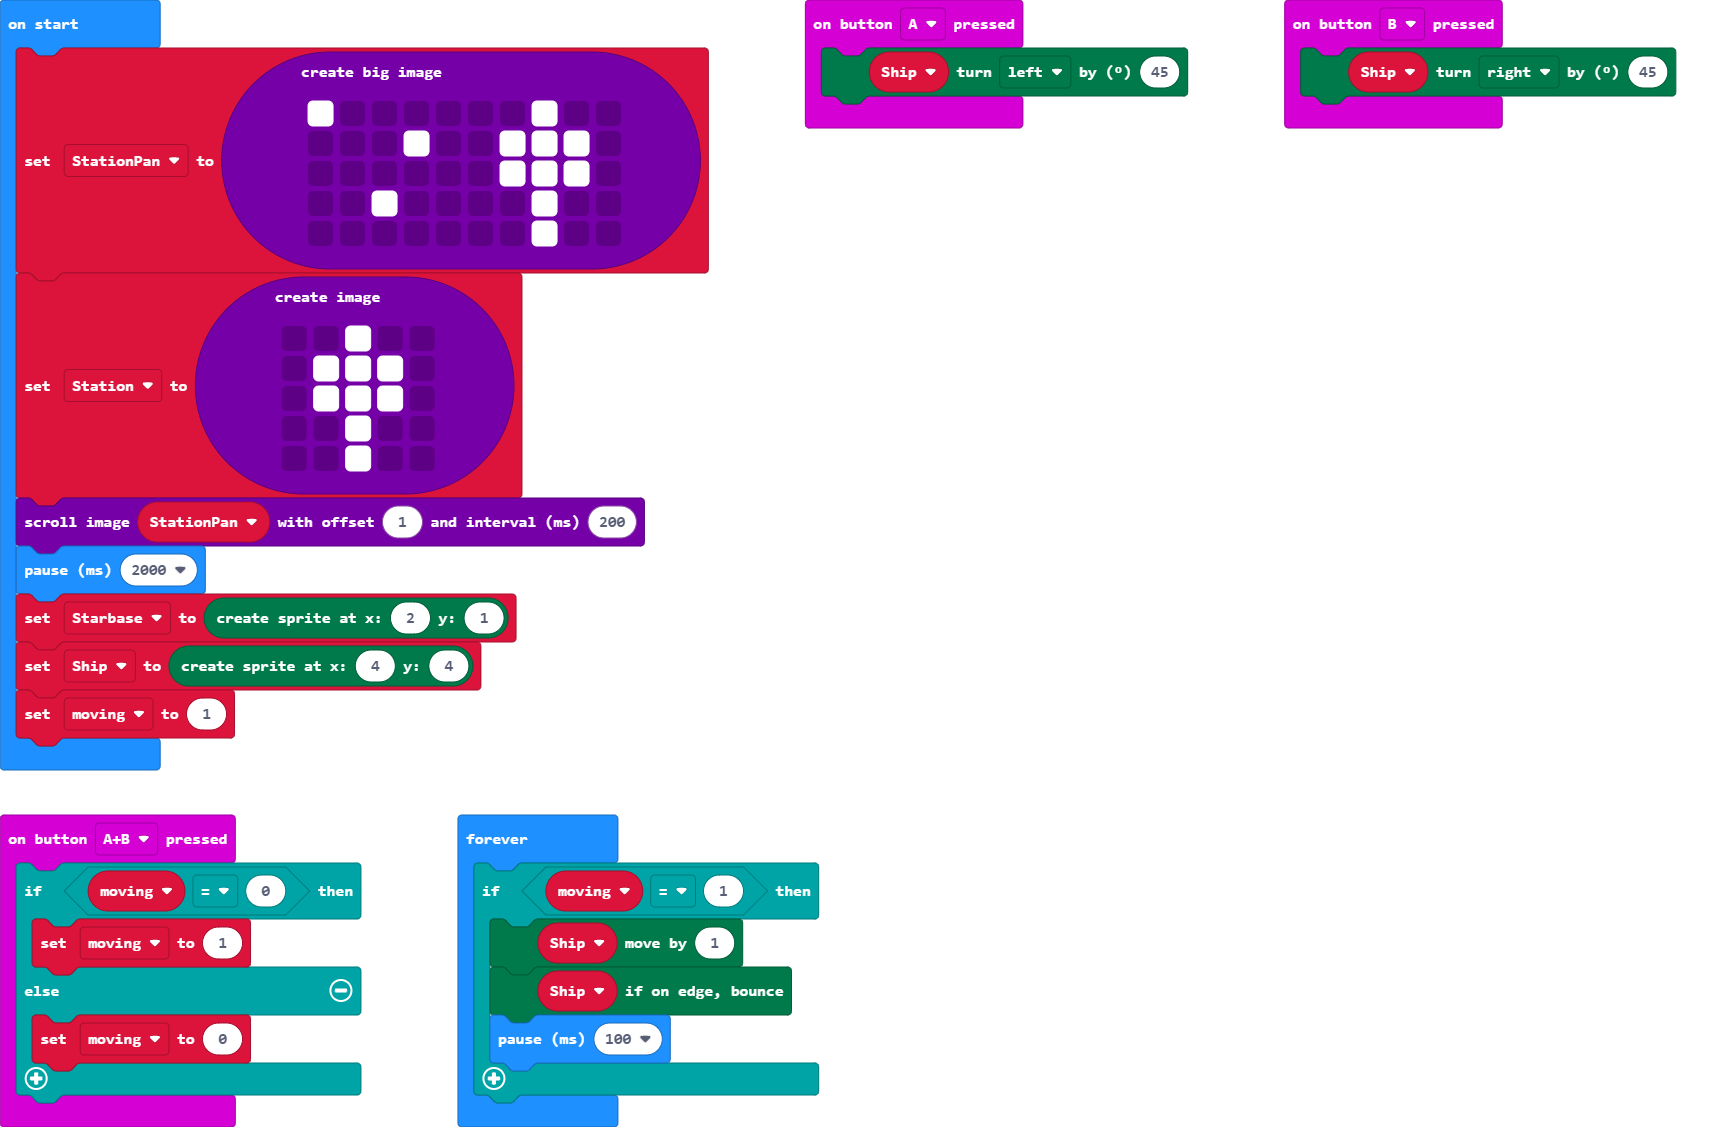 on start
set StationPan to
create big image
set Station to
create image
scroll image StationPan with offset 1 and interval (ms) 200
pause (ms) 2000
set Starbase to create sprite at x: 2 y: 1
set Ship to create sprite at x: 4 y: 4
set moving to 1
on button A pressed
Ship turn left by (º) 45
on button B pressed
Ship turn right by (º) 45
on button A+B pressed
if moving = 0 then
set moving to 1
else
set moving to 0
forever
if moving = 1 then
Ship move by 1
Ship if on edge, bounce
pause (ms) 100